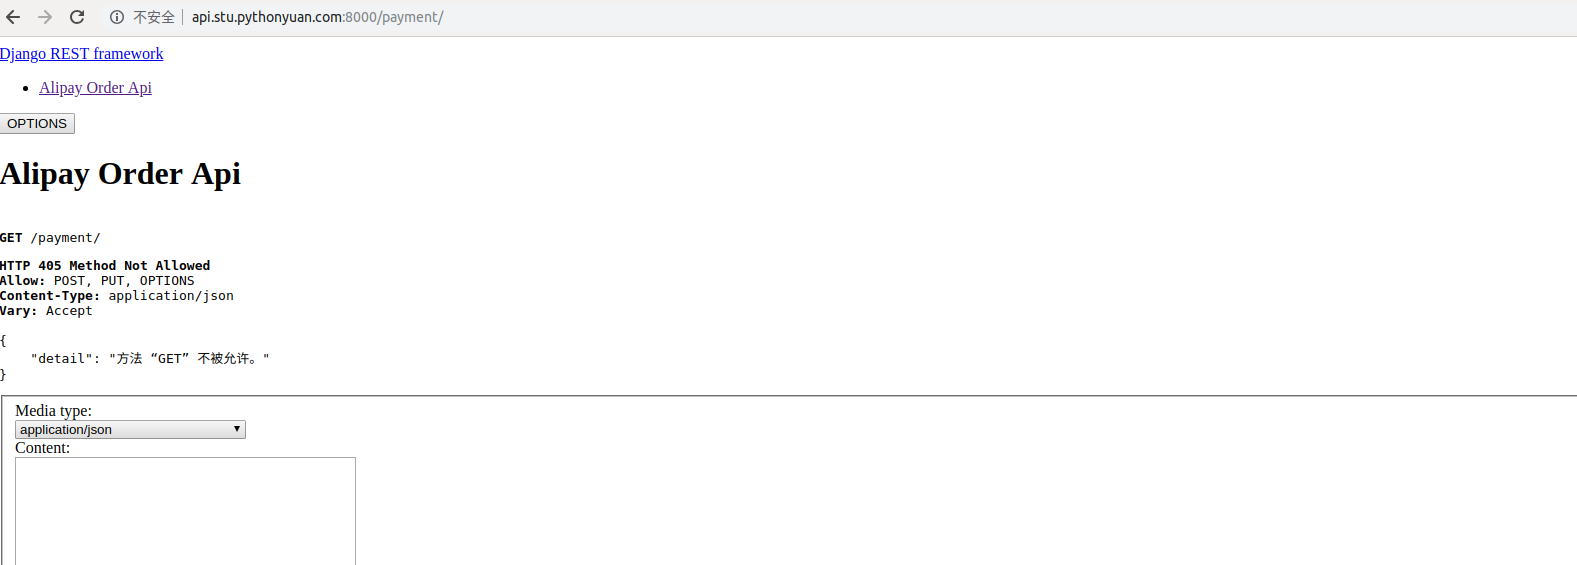 不安全 api.stu.pythonyuan.com:8000/payment/
Django REST framework
Alipay Order Api
OPTIONS
Alipay Order Api
GET /payment/
HTTP 405 Method Not Allowed
Allow: POST, PUT, OPTIONS
Content-Type: application/json
Vary: Accept
{
    "detail": "方法 “GET” 不被允许。"
}
Media type:
application/json
Content: